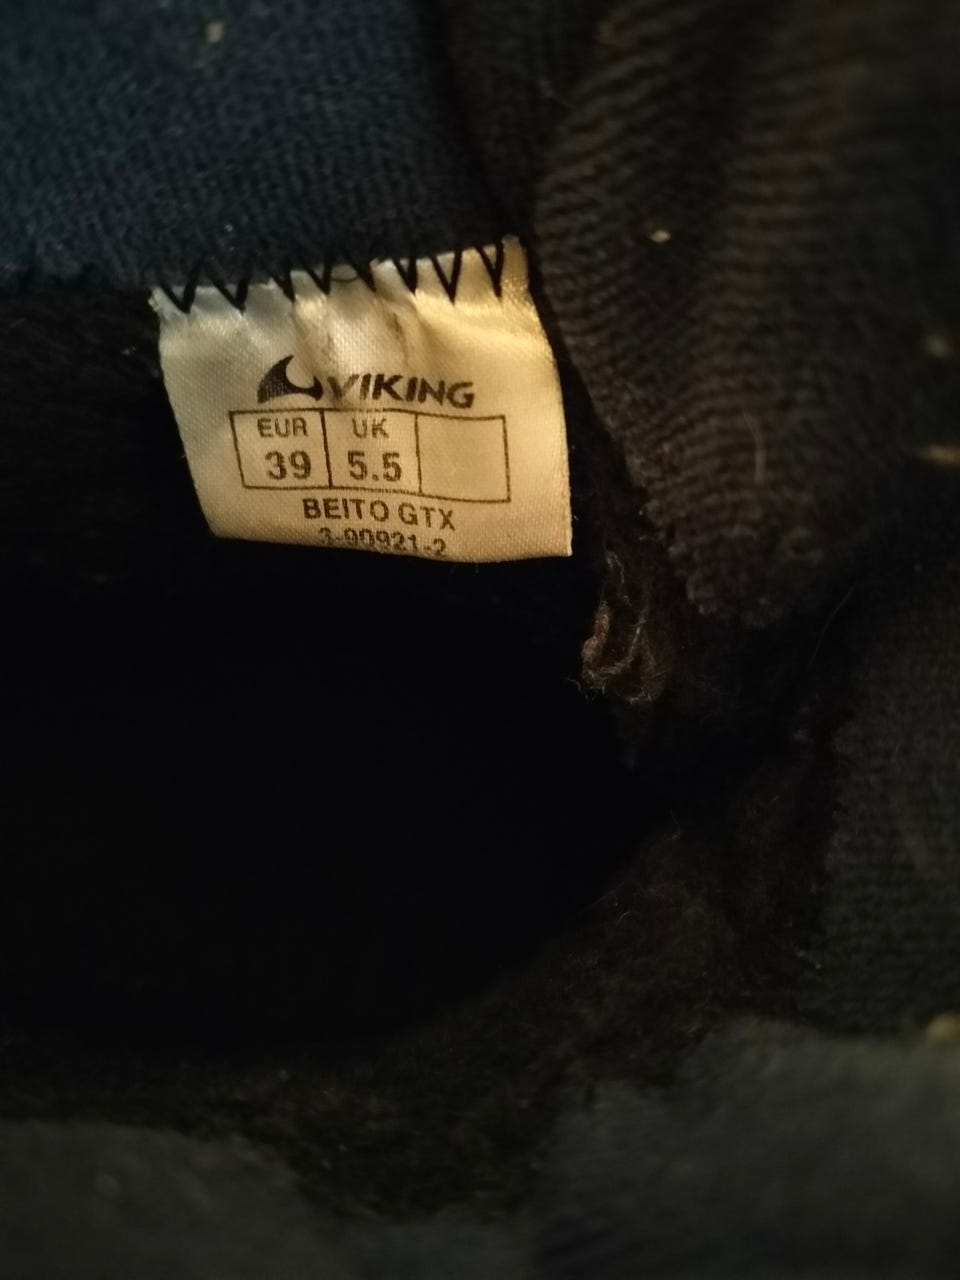 VIKING
EUR UK
39 5.5
BEITO GTX
3-90921-2